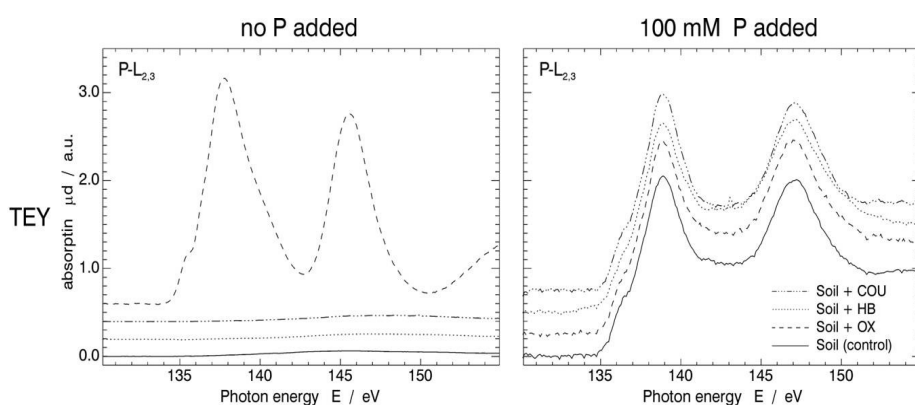 no P added
100 mM P added
P-L2,3
P-L2,3
TEY
absorptin μd / a.u.
3.0
2.0
1.0
0.0
135
140
145
150
Photon energy E / eV
Soil + COU
Soil + HB
Soil + OX
Soil (control)
135
140
145
150
Photon energy E / eV